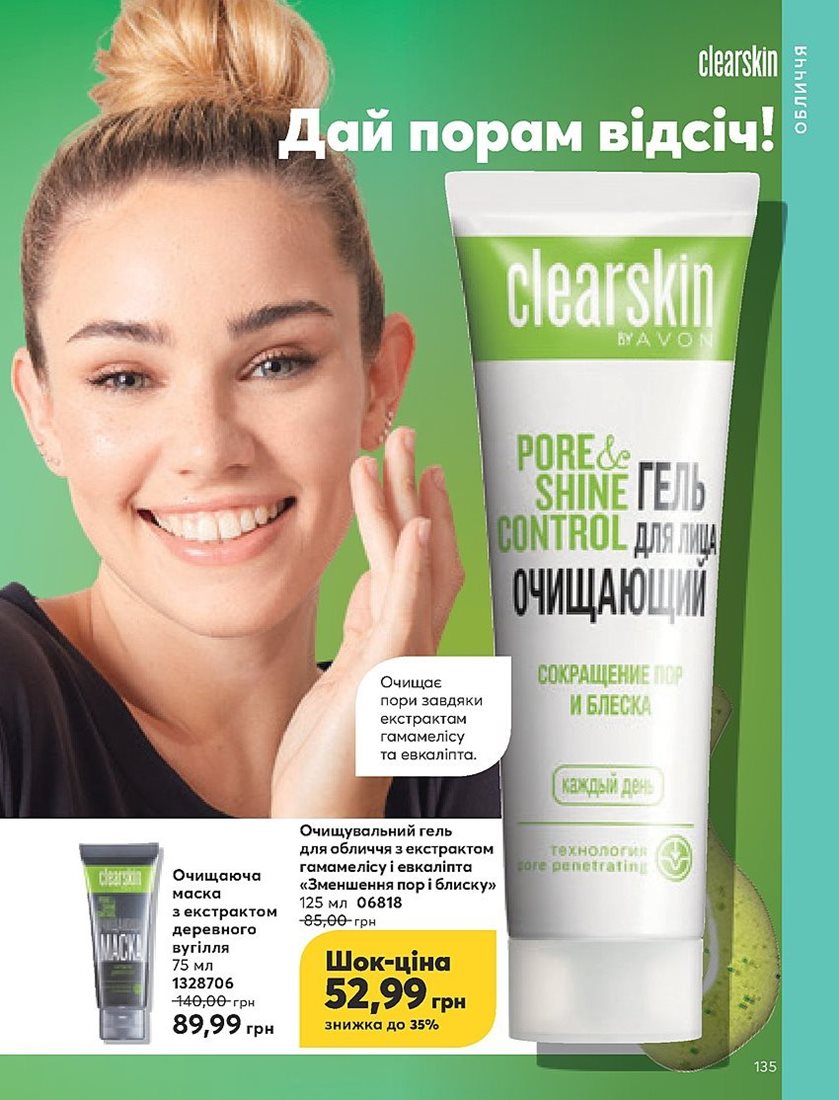 clearskin
ОБЛИЧЧЯ
Дай порам відсіч!
clearskin
BY AVON
PORE &
SHINE
CONTROL
ГЕЛЬ
ДЛЯ ЛИЦА
ОЧИЩАЮЩИЙ
СОКРАЩЕНИЕ ПОР
И БЛЕСКА
каждый день
технология
pore penetrating
Очищає
пори завдяки
екстрактам
гамамелісу
та евкаліпта.
clearskin
МАСКА
Очищаюча
маска
з екстрактом
деревного
вугілля
75 мл
1328706
140,00 грн
89,99 грн
Очищувальний гель
для обличчя з екстрактом
гамамелісу і евкаліпта
«Зменшення пор і блиску»
125 мл 06818
85,00 грн
Шок-ціна
52,99 грн
знижка до 35%
135